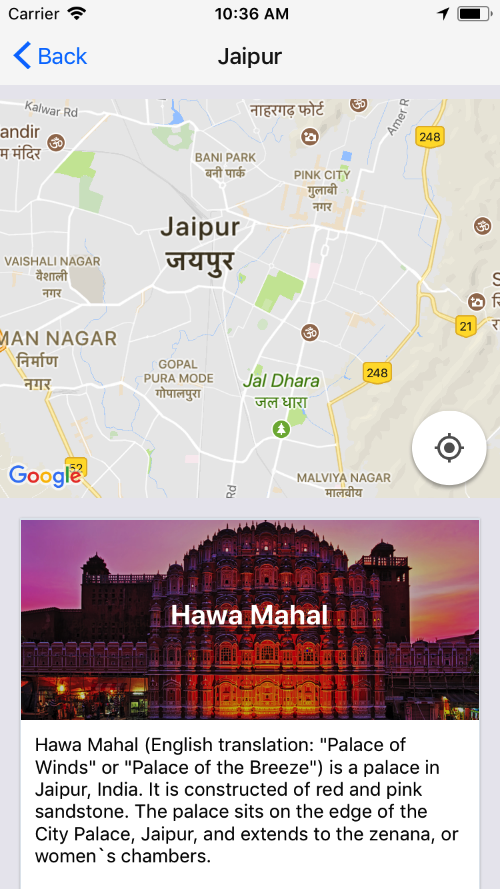 Carrier 10:36 AM
Back Jaipur
Kalwar Rd
andir
म मंदिर
नाहरगढ़ फोर्ट
Amer R
248
BANI PARK
बनी पार्क
PINK CITY
गुलाबी
नगर
Jaipur
जयपुर
VAISHALI NAGAR
वैशाली
नगर
S
21
MAN NAGAR
निर्माण
नगर
GOPAL
PURA MODE
गोपालपुरा
Jal Dhara
जल धारा
248
52
Google
Rd
MALVIYA NAGAR
मालवीय
Hawa Mahal
Hawa Mahal (English translation: "Palace of
Winds" or "Palace of the Breeze") is a palace in
Jaipur, India. It is constructed of red and pink
sandstone. The palace sits on the edge of the
City Palace, Jaipur, and extends to the zenana, or
women`s chambers.